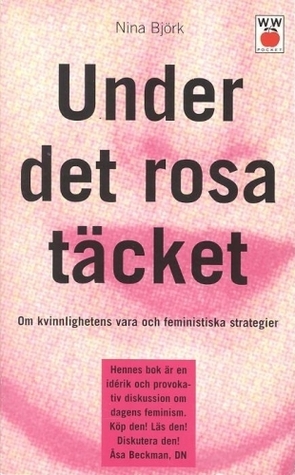 Nina Björk
WW
POCKET
Under
det rosa
täcket
Om kvinnlighetens vara och feministiska strategier
Hennes bok är en
idérik och provoka-
tiv diskussion om
dagens feminism.
Köp den! Läs den!
Diskutera den!
Åsa Beckman, DN